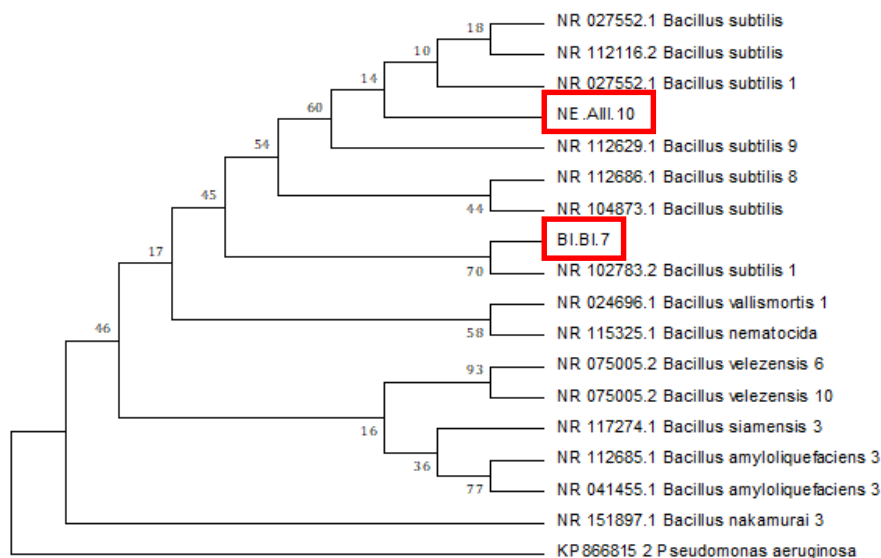 18
NR 027552.1 Bacillus subtilis
NR 112116.2 Bacillus subtilis
10
NR 027552.1 Bacillus subtilis 1
14
NE.AIII.10
60
NR 112629.1 Bacillus subtilis 9
54
NR 112686.1 Bacillus subtilis 8
44
NR 104873.1 Bacillus subtilis
45
BI.BI.7
70
NR 102783.2 Bacillus subtilis 1
17
NR 024696.1 Bacillus vallismortis 1
58
NR 115325.1 Bacillus nematocida
46
93
NR 075005.2 Bacillus velezensis 6
NR 075005.2 Bacillus velezensis 10
16
NR 117274.1 Bacillus siamensis 3
36
NR 112685.1 Bacillus amyloliquefaciens 3
77
NR 041455.1 Bacillus amyloliquefaciens 3
NR 151897.1 Bacillus nakamurai 3
KP866815 2 Pseudomonas aeruginosa